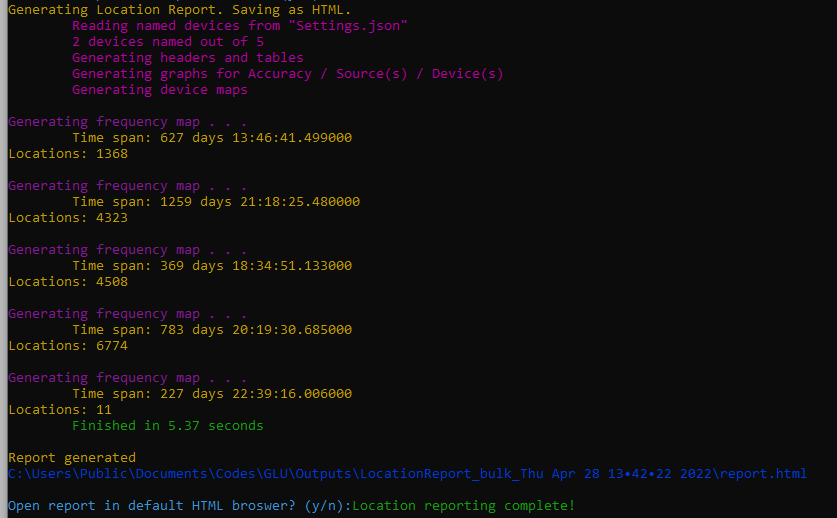 Generating Location Report. Saving as HTML.
Reading named devices from "Settings.json"
2 devices named out of 5
Generating headers and tables
Generating graphs for Accuracy / Source(s) / Device(s)
Generating device maps
Generating frequency map . . .
Time span: 627 days 13:46:41.499000
Locations: 1368
Generating frequency map . . .
Time span: 1259 days 21:18:25.480000
Locations: 4323
Generating frequency map . . .
Time span: 369 days 18:34:51.133000
Locations: 4508
Generating frequency map . . .
Time span: 783 days 20:19:30.685000
Locations: 6774
Generating frequency map . . .
Time span: 227 days 22:39:16.006000
Locations: 11
Finished in 5.37 seconds
Report generated
C:\Users\Public\Documents\Codes\GLU\Outputs\LocationReport_bulk_Thu Apr 28 13•42•22 2022\report.html
Open report in default HTML broswer? (y/n):Location reporting complete!